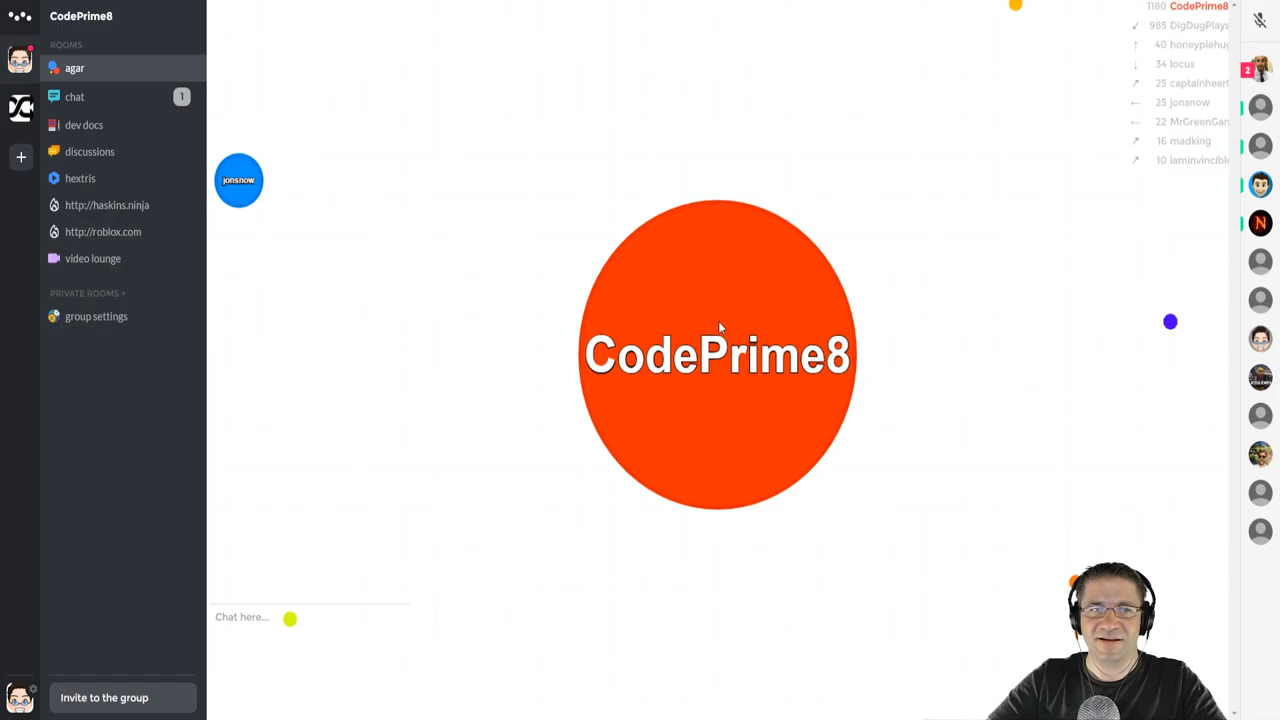 CodePrime8
ROOMS
agar
chat
1
dev docs
discussions
hextris
http://haskins.ninja
http://roblox.com
video lounge
PRIVATE ROOMS +
group settings
Invite to the group
jonsnow
CodePrime8
Chat here...
1180 CodePrime8
↙ 985 DigDugPlays
↑ 40 honeypiehug
↓ 34 locus
↗ 25 captainheart
← 25 jonsnow
← 22 MrGreenGam
↗ 16 madking
↗ 10 iaminvincible
2
N